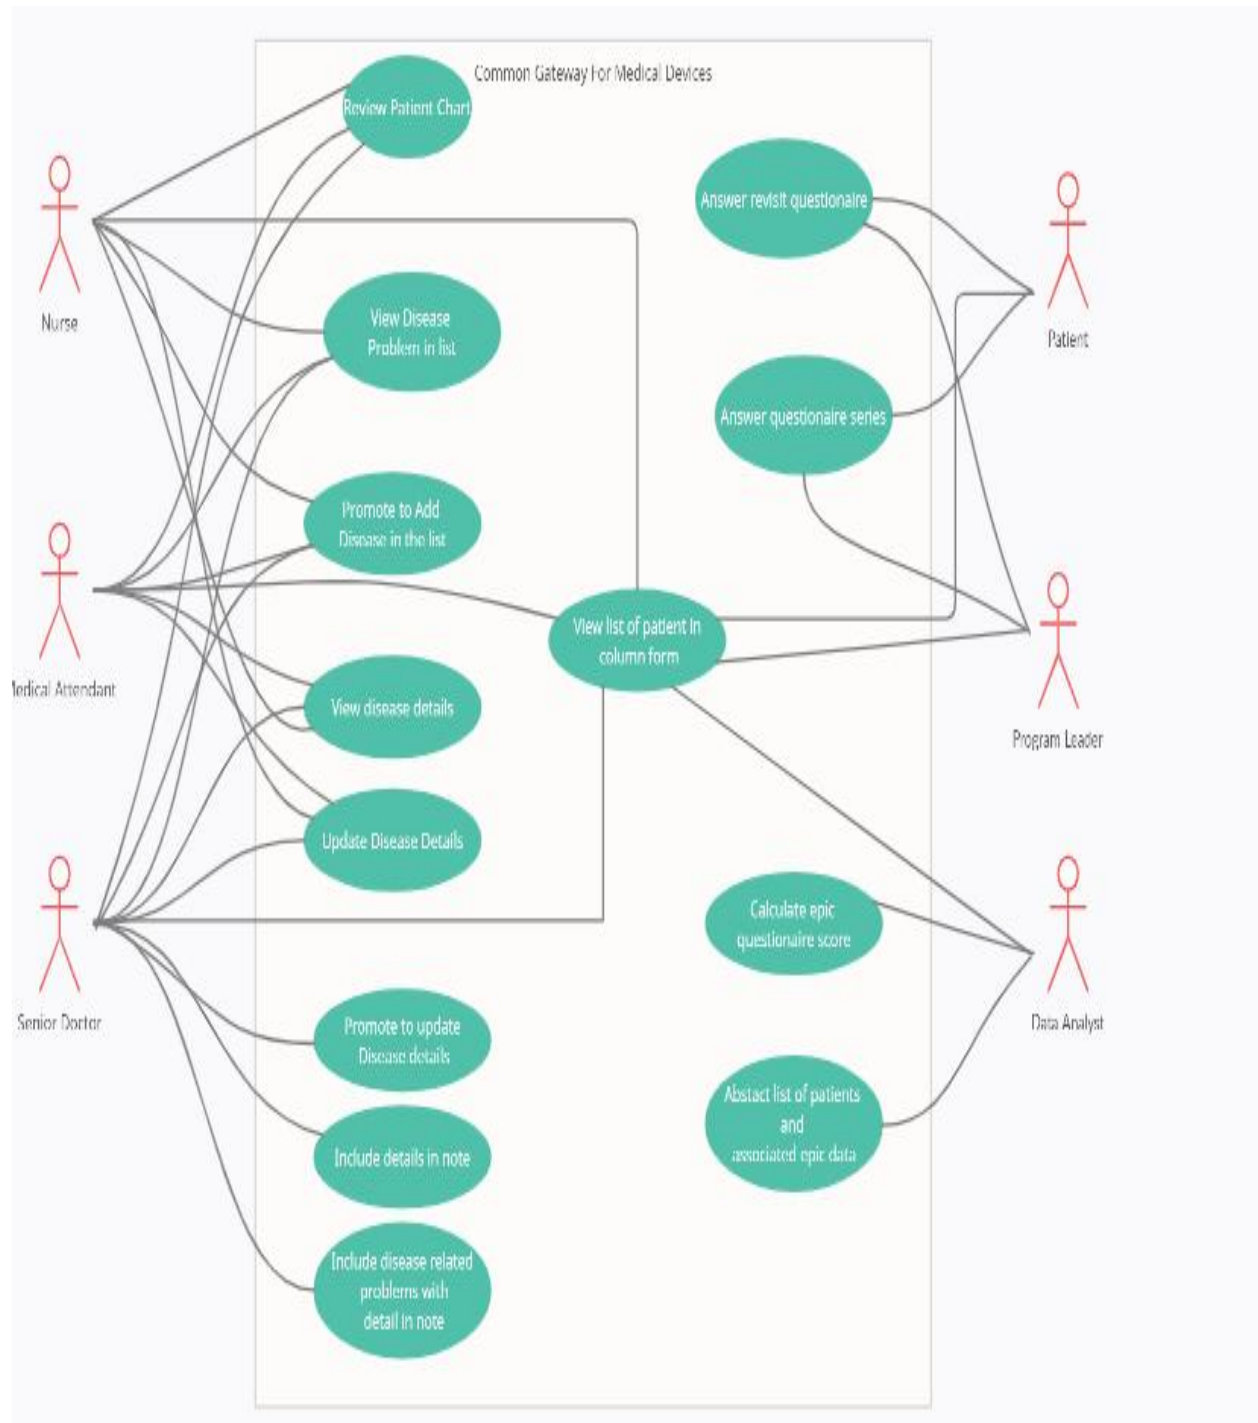 Common Gateway For Medical Devices
Review Patient Chart
Answer revisit questionaire
Nurse
Patient
View Disease
Problem in list
Answer questionaire series
Promote to Add
Disease in the list
View list of patient in
column form
Medical Attendant
View disease details
Program Leader
Update Disease Details
Calculate epic
questionaire score
Senior Doctor
Data Analyst
Promote to update
Disease details
Abstact list of patients
and
associated epic data
Include details in note
Include disease related
problems with
detail in note